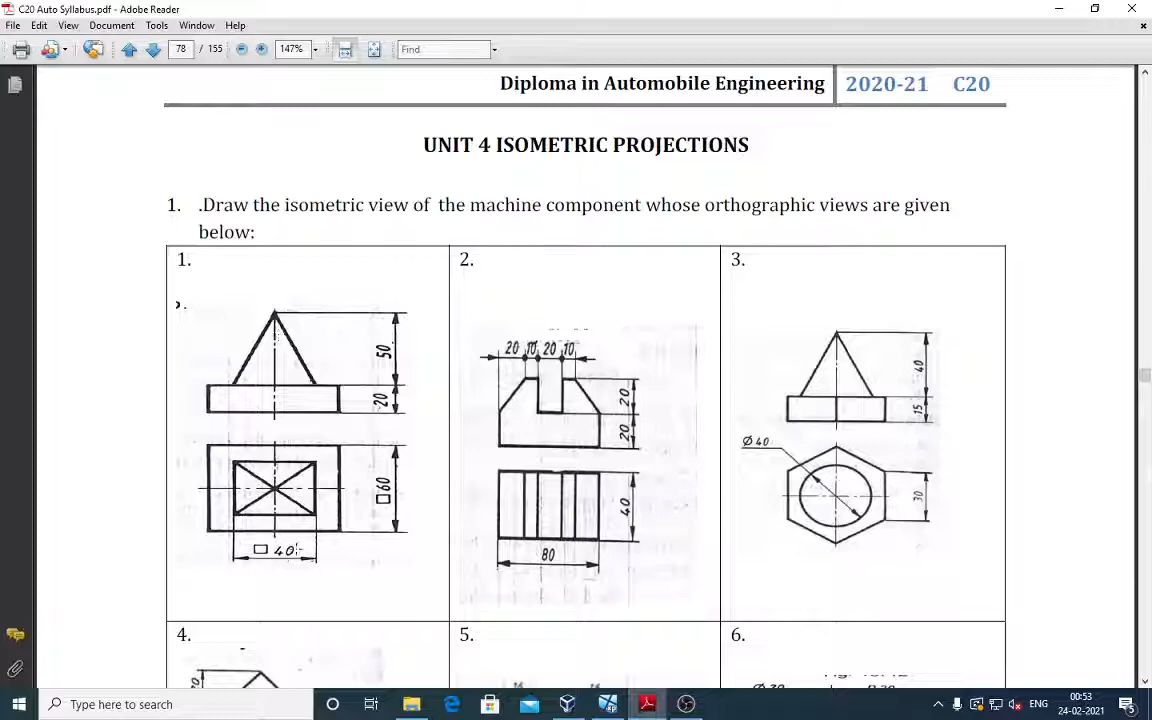 C20 Auto Syllabus.pdf - Adobe Reader
File Edit View Document Tools Window Help
78 / 155 147% Find
Diploma in Automobile Engineering 2020-21 C20
UNIT 4 ISOMETRIC PROJECTIONS
1. .Draw the isometric view of the machine component whose orthographic views are given
below:
1.
50
20
□60
□ 40
2.
20 10 20 10
20
20
40
80
3.
40
15
Ø40
30
4.
5.
6.
Type here to search
ENG
00:53
24-02-2021
5